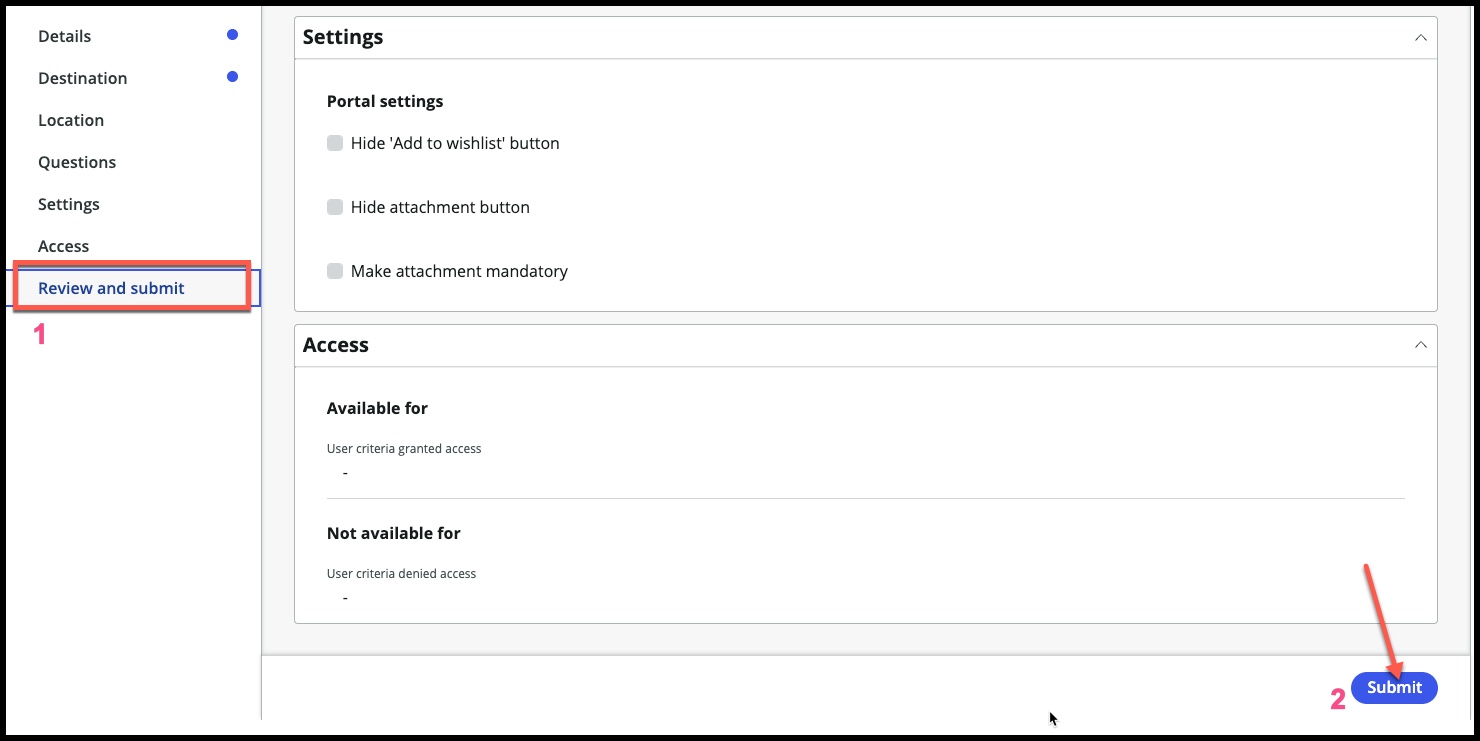 Details
Destination
Location
Questions
Settings
Access
Review and submit
1
Settings
Portal settings
Hide 'Add to wishlist' button
Hide attachment button
Make attachment mandatory
Access
Available for
User criteria granted access
-
Not available for
User criteria denied access
-
2
Submit